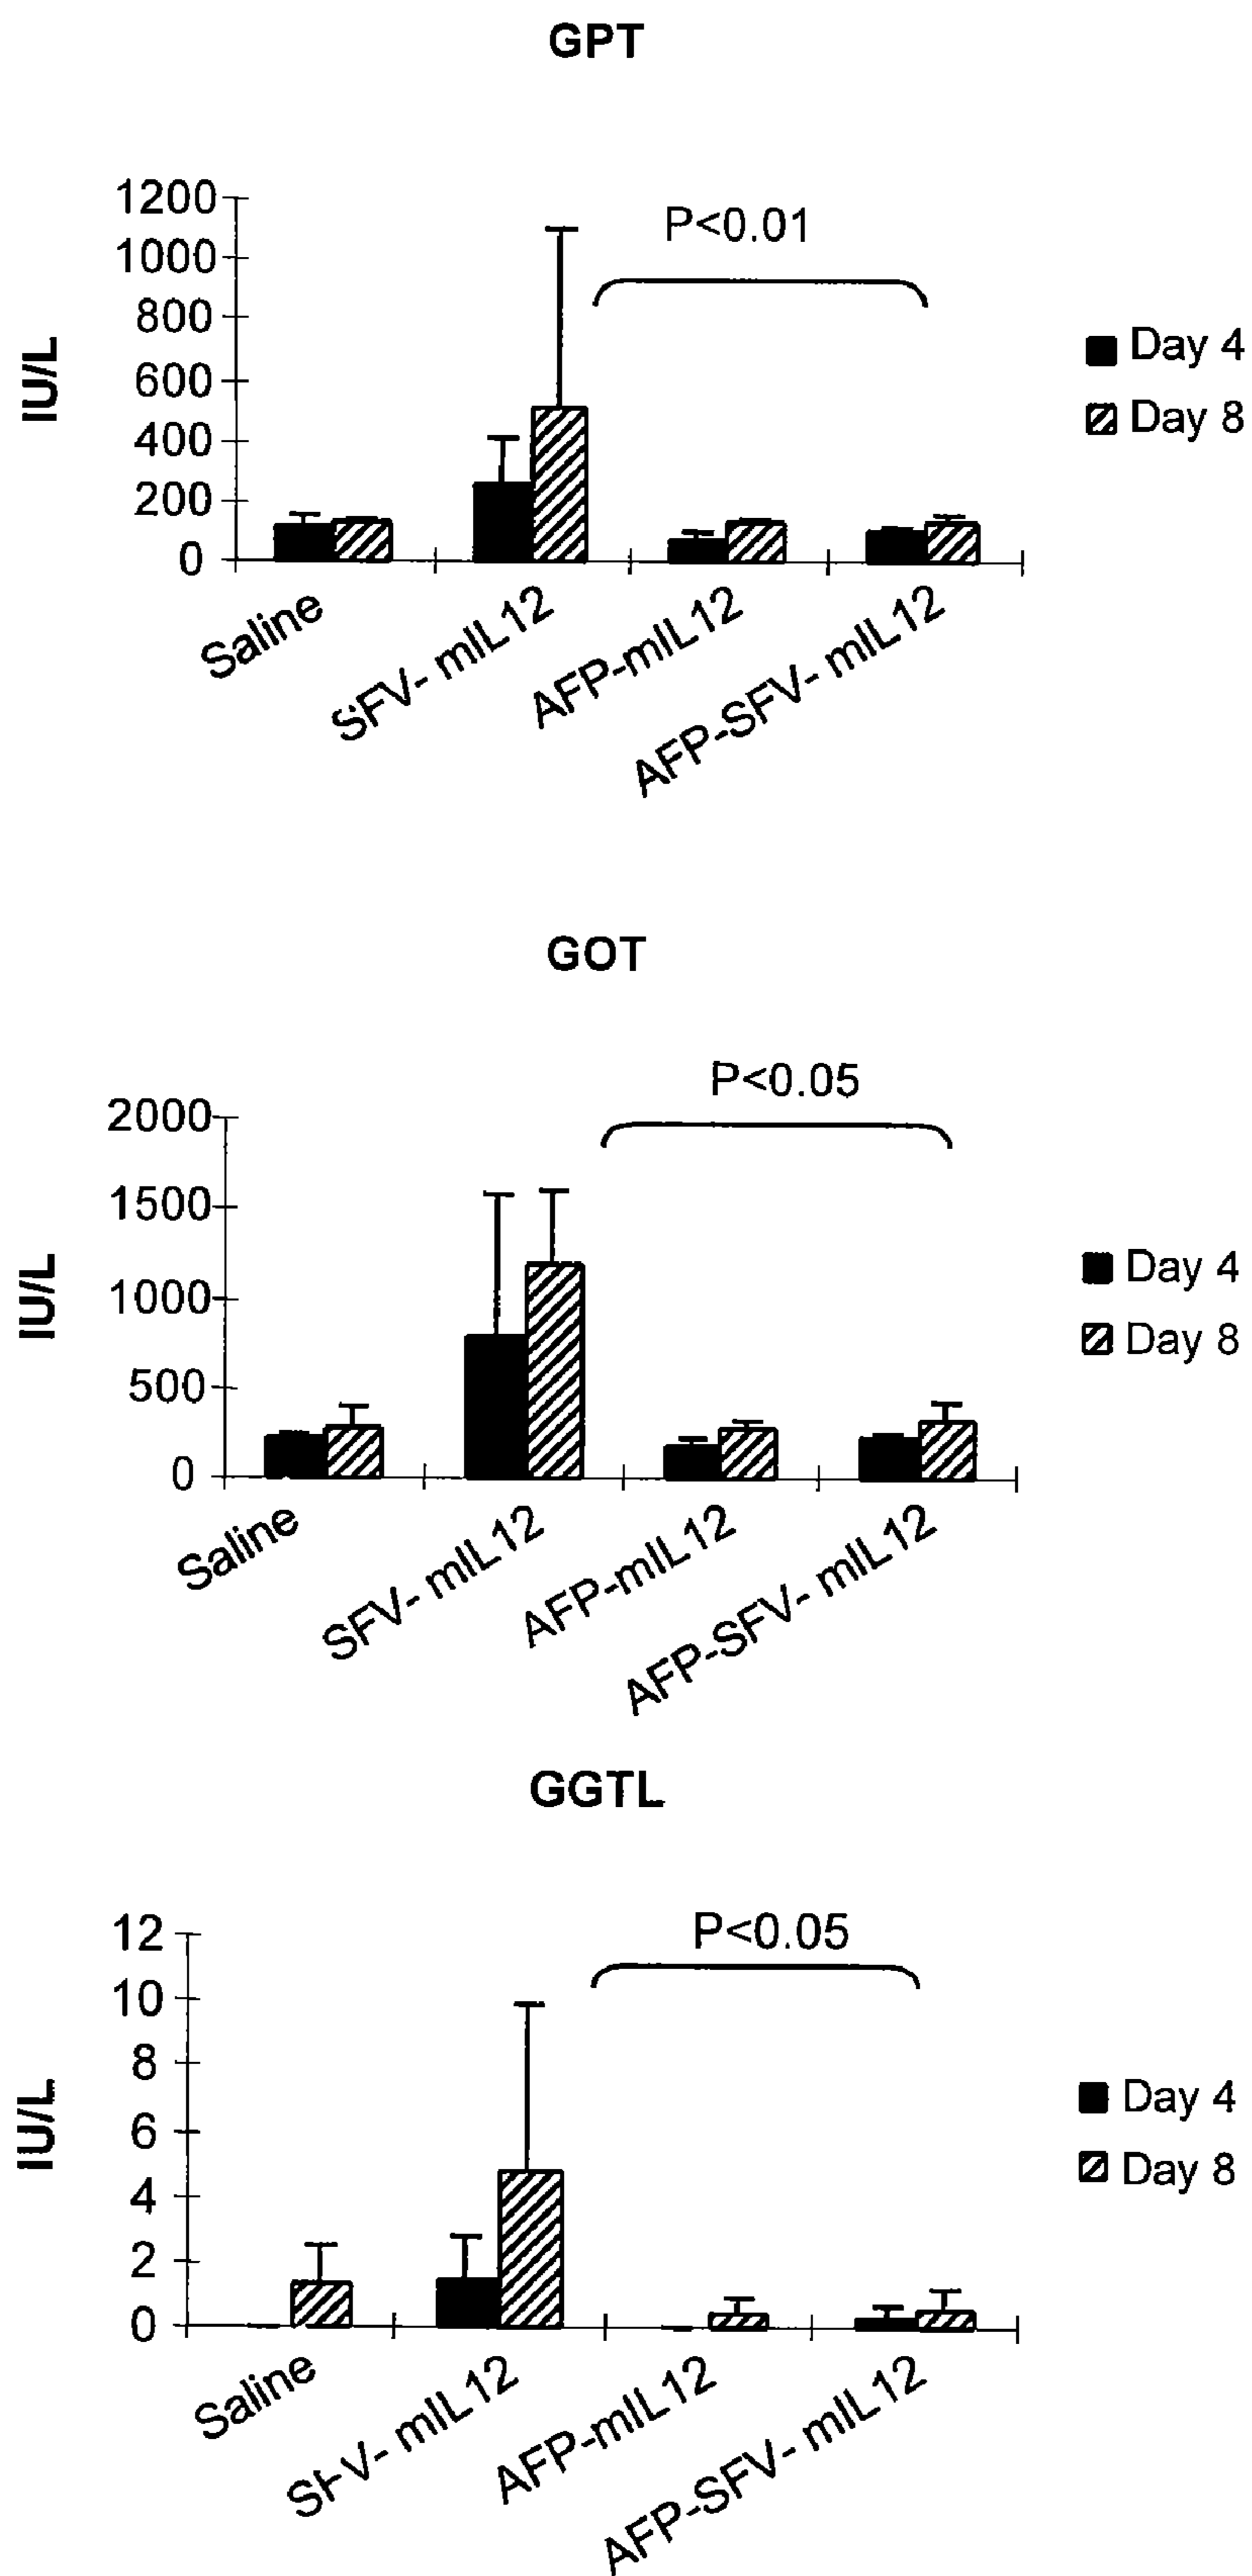 GPT
1200
1000
800
600
400
200
0
IU/L
P<0.01
Day 4
Day 8
Saline
SFV- mIL12
AFP-mIL12
AFP-SFV- mIL12
GOT
2000
1500
1000
500
0
IU/L
P<0.05
Day 4
Day 8
Saline
SFV- mIL12
AFP-mIL12
AFP-SFV- mIL12
GGTL
12
10
8
6
4
2
0
IU/L
P<0.05
Day 4
Day 8
Saline
SFV- mIL12
AFP-mIL12
AFP-SFV- mIL12